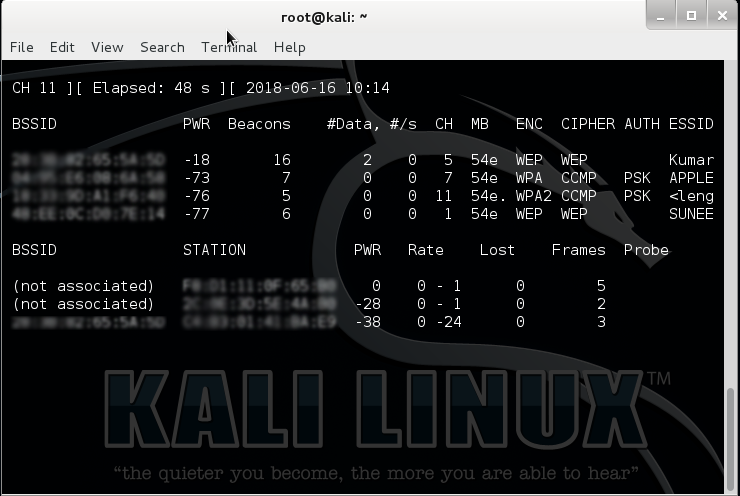 root@kali: ~
File Edit View Search Terminal Help
CH 11 ][ Elapsed: 48 s ][ 2018-06-16 10:14
BSSID PWR Beacons #Data, #/s CH MB ENC CIPHER AUTH ESSID
-18 16 2 0 5 54e WEP WEP Kumar
-73 7 0 0 7 54e WPA CCMP PSK APPLE
-76 5 0 0 11 54e. WPA2 CCMP PSK <leng
-77 6 0 0 1 54e WEP WEP SUNEE
BSSID STATION PWR Rate Lost Frames Probe
(not associated) 0 0 - 1 0 5
(not associated) -28 0 - 1 0 2
-38 0 -24 0 3
KALI LINUX TM
“the quieter you become, the more you are able to hear”